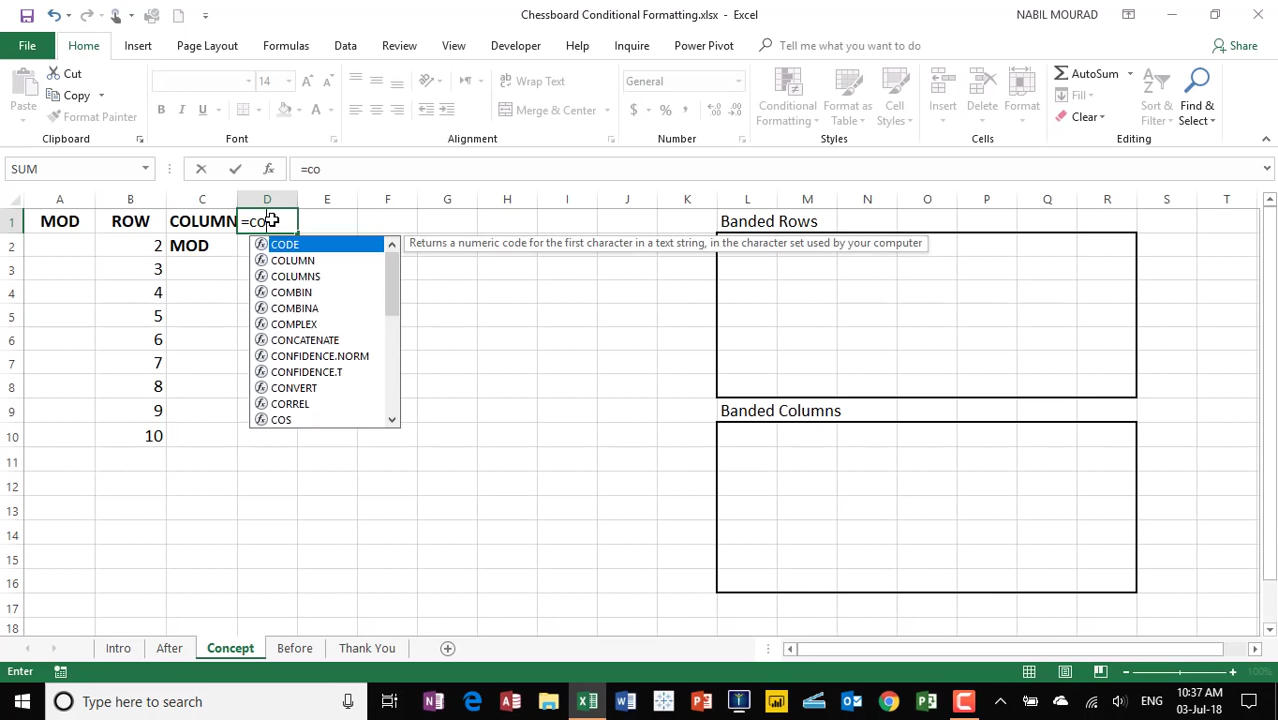 Chessboard Conditional Formatting.xlsx - Excel
NABIL MOURAD
File Home Insert Page Layout Formulas Data Review View Developer Help Inquire Power Pivot Tell me what you want to do Share
Paste
Cut
Copy
Format Painter
Clipboard
14
Font
Wrap Text
Merge & Center
Alignment
General
Number
Conditional Formatting
Format as Table
Cell Styles
Styles
Insert
Delete
Format
Cells
AutoSum
Fill
Clear
Sort & Filter
Find & Select
Editing
SUM =co
A B C D E F G H I J K L M N O P Q R S T
1 MOD ROW COLUMN =CO Banded Rows
2 2 MOD
3 3
4 4
5 5
6 6
7 7
8 8
9 9 Banded Columns
10 10
11
12
13
14
15
16
17
18
CODE Returns a numeric code for the first character in a text string, in the character set used by your computer
COLUMN
COLUMNS
COMBIN
COMBINA
COMPLEX
CONCATENATE
CONFIDENCE.NORM
CONFIDENCE.T
CONVERT
CORREL
COS
Intro After Concept Before Thank You
Enter 100%
Type here to search
ENG
10:37 AM
03-Jul-18